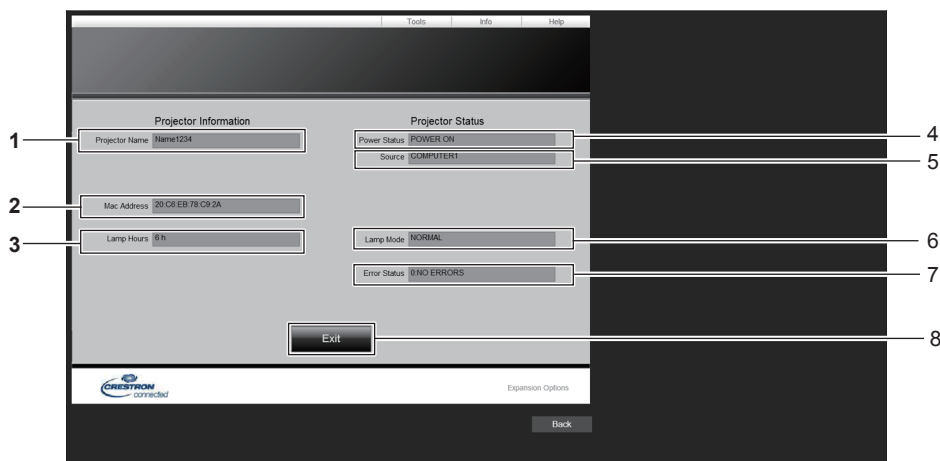 Tools Info Help
Projector Information
Projector Status
1 Projector Name Name1234
Power Status POWER ON 4
Source COMPUTER1 5
2 Mac Address 20:C6:EB:78:C9:2A
3 Lamp Hours 6 h
Lamp Mode NORMAL 6
Error Status 0:NO ERRORS 7
Exit 8
CRESTRON
connected
Expansion Options
Back